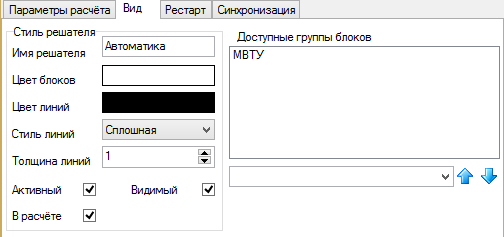 Параметры расчёта Вид Рестарт Синхронизация
Стиль решателя
Имя решателя Автоматика
Цвет блоков
Цвет линий
Стиль линий Сплошная
Толщина линий 1
Активный Видимый
В расчёте
Доступные группы блоков
МВТУ